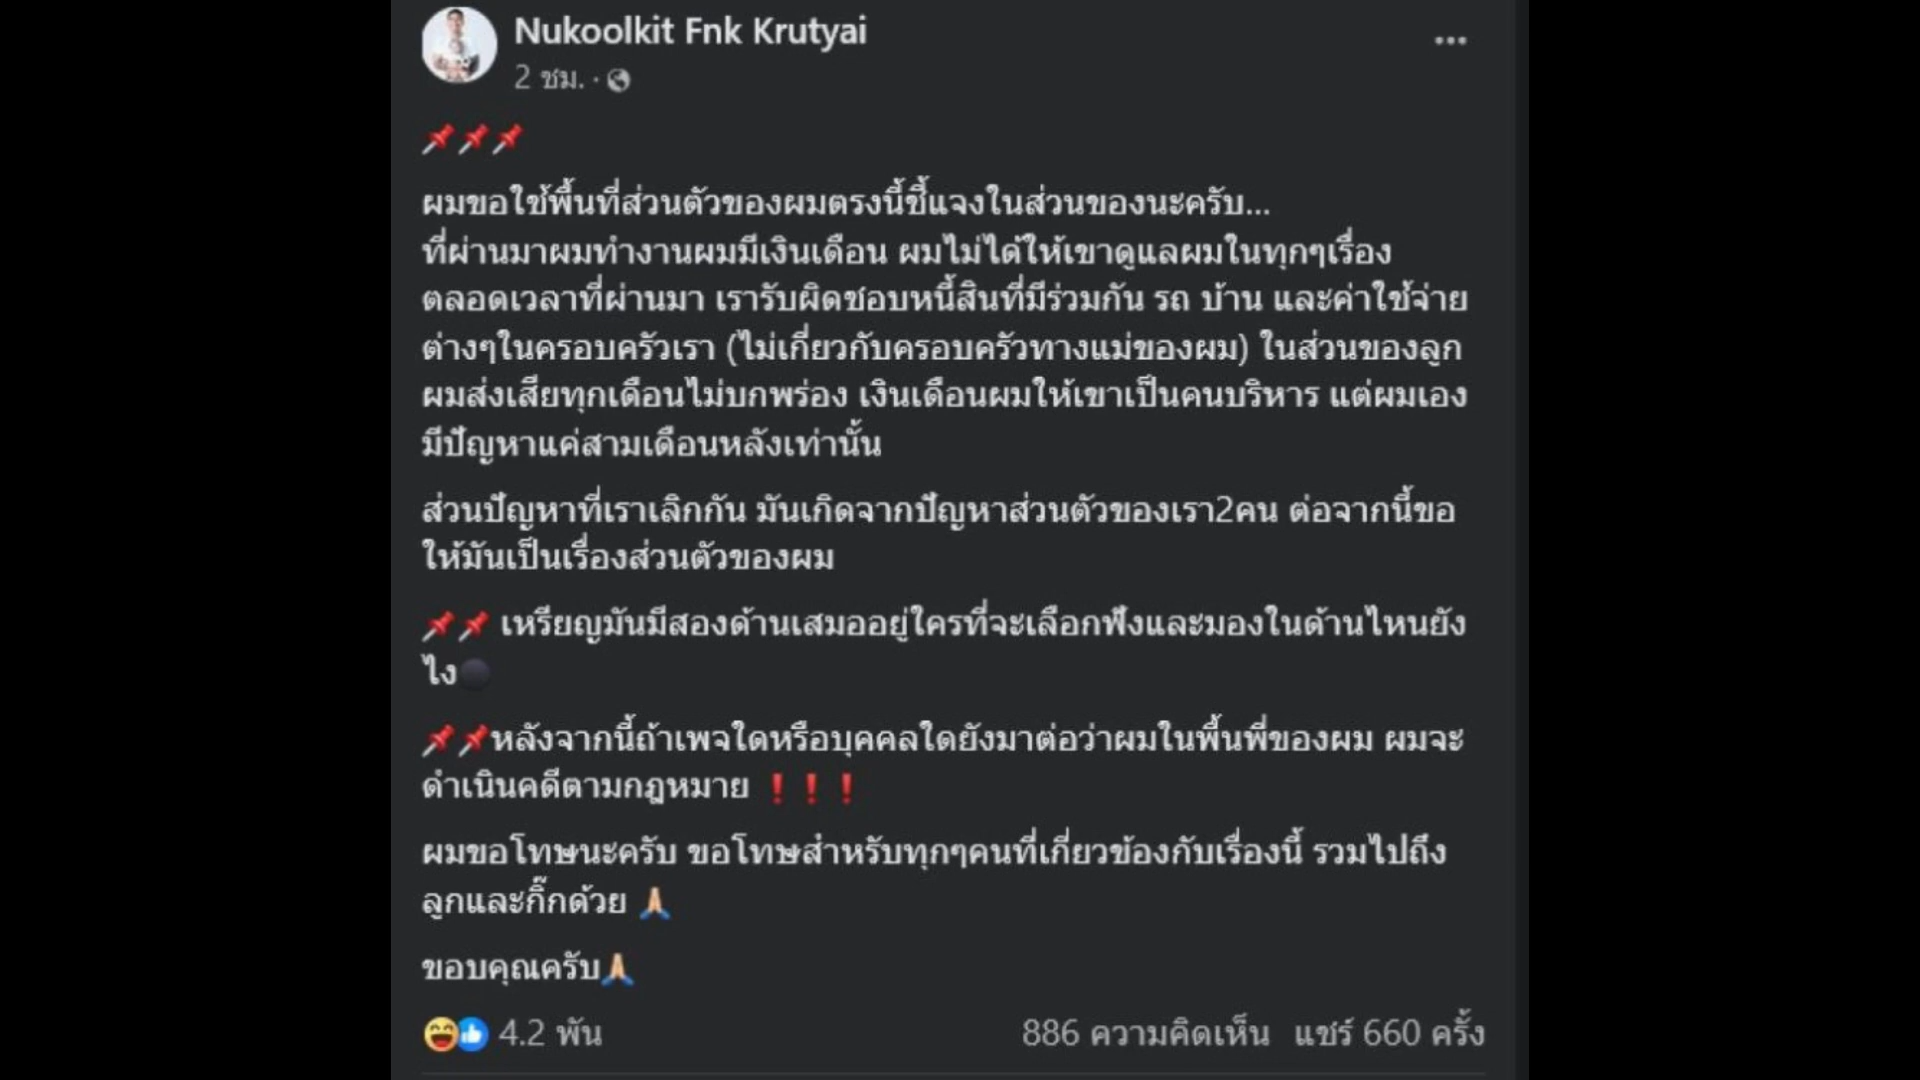 Nukoolkit Fnk Krutyai
2 ชม. ·
ผมขอใช้พื้นที่ส่วนตัวของผมตรงนี้ชี้แจงในส่วนของนะครับ...
ที่ผ่านมาผมทำงานผมมีเงินเดือน ผมไม่ได้ให้เขาดูแลผมในทุกๆเรื่อง
ตลอดเวลาที่ผ่านมา เรารับผิดชอบหนี้สินที่มีร่วมกัน รถ บ้าน และค่าใช้จ่าย
ต่างๆในครอบครัวเรา (ไม่เกี่ยวกับครอบครัวทางแม่ของผม) ในส่วนของลูก
ผมส่งเสียทุกเดือนไม่บกพร่อง เงินเดือนผมให้เขาเป็นคนบริหาร แต่ผมเอง
มีปัญหาแค่สามเดือนหลังเท่านั้น
ส่วนปัญหาที่เราเลิกกัน มันเกิดจากปัญหาส่วนตัวของเรา2คน ต่อจากนี้ขอ
ให้มันเป็นเรื่องส่วนตัวของผม
📌📌 เหรียญมันมีสองด้านเสมออยู่ใครที่จะเลือกฟังและมองในด้านไหนยัง
ไง
📌📌หลังจากนี้ถ้าเพจใดหรือบุคคลใดยังมาต่อว่าผมในพื้นพี่ของผม ผมจะ
ดำเนินคดีตามกฎหมาย ❗❗❗
ผมขอโทษนะครับ ขอโทษสำหรับทุกๆคนที่เกี่ยวข้องกับเรื่องนี้ รวมไปถึง
ลูกและกิ๊กด้วย 🙏🏻
ขอบคุณครับ🙏🏻
4.2 พัน
886 ความคิดเห็น แชร์ 660 ครั้ง